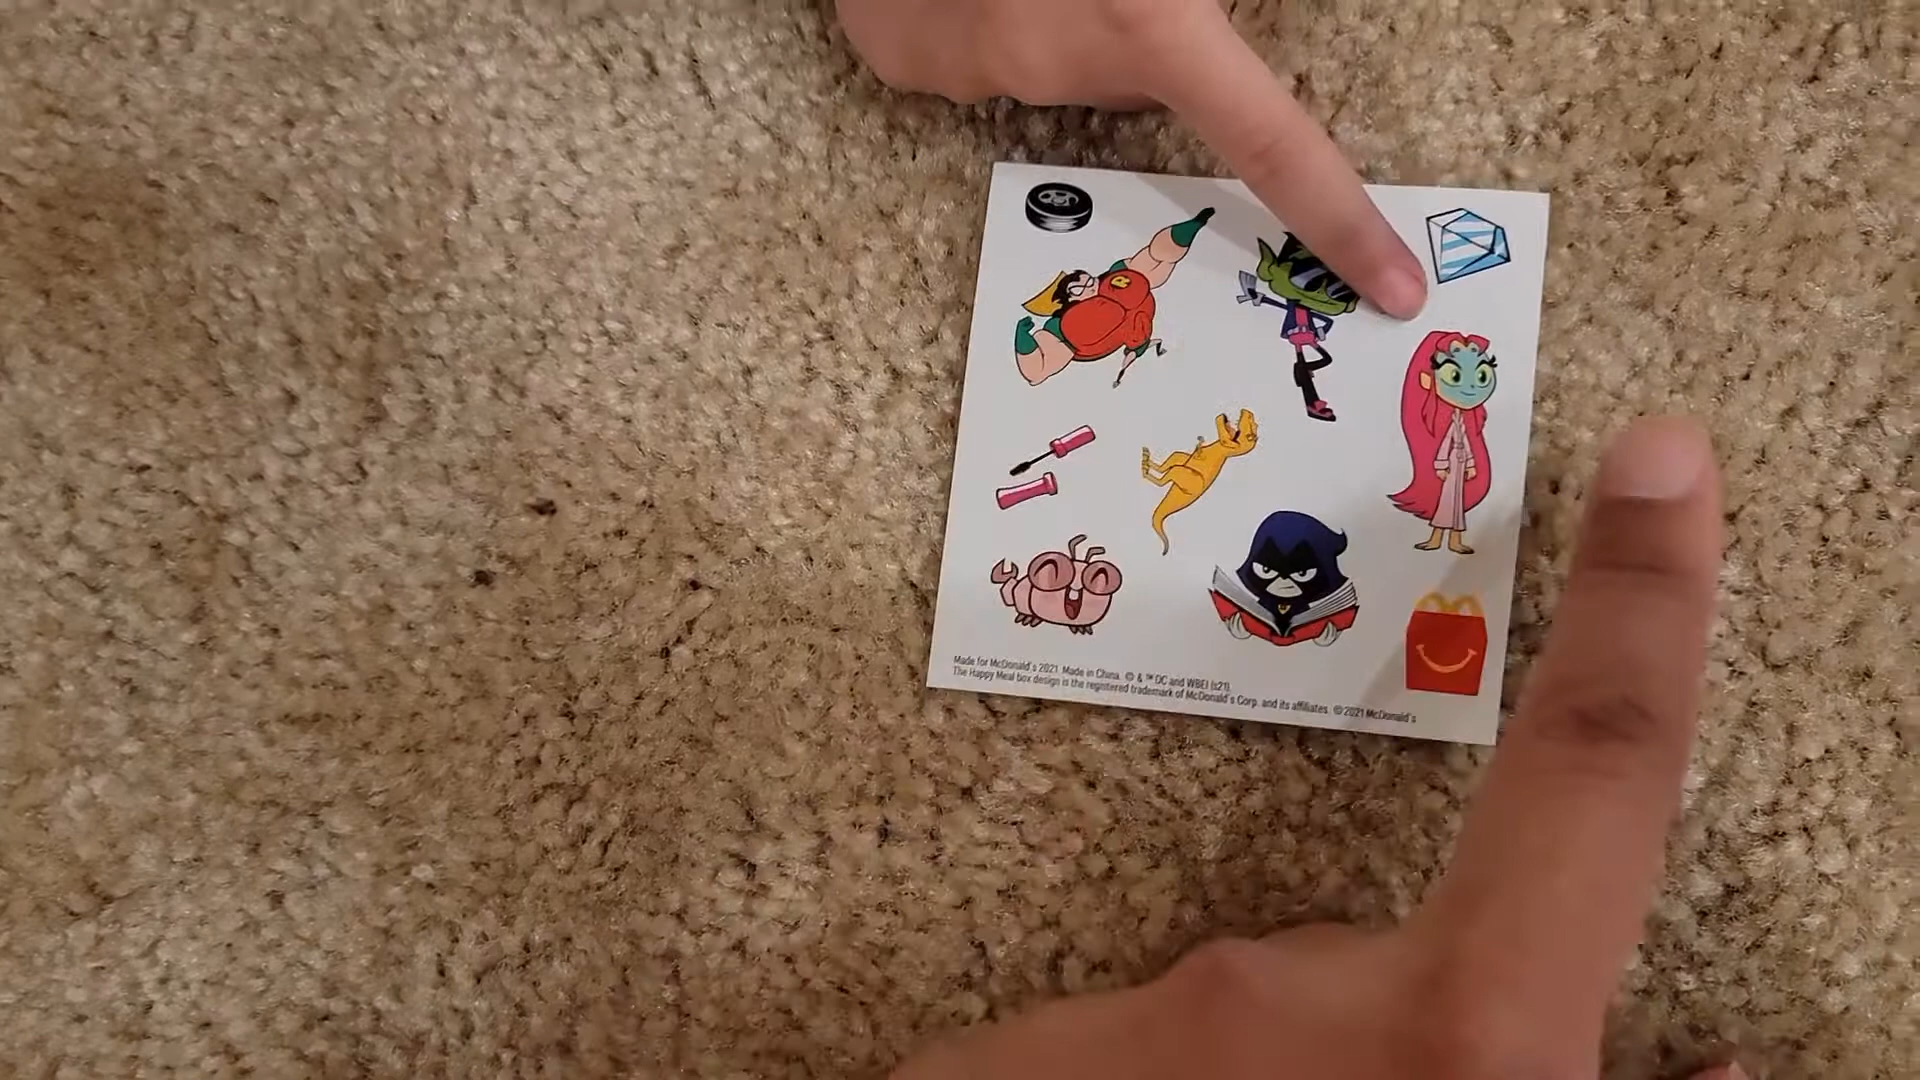 R
Made for McDonald's 2021. Made in China. © & ™ DC and WBEI (s21).
The Happy Meal box design is the registered trademark of McDonald's Corp. and its affiliates. ©2021 McDonald's